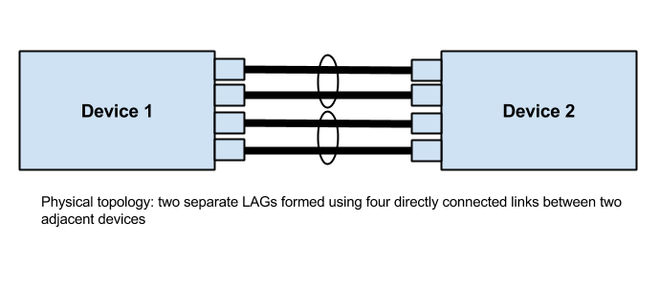 Device 1
Device 2
Physical topology: two separate LAGs formed using four directly connected links between two
adjacent devices